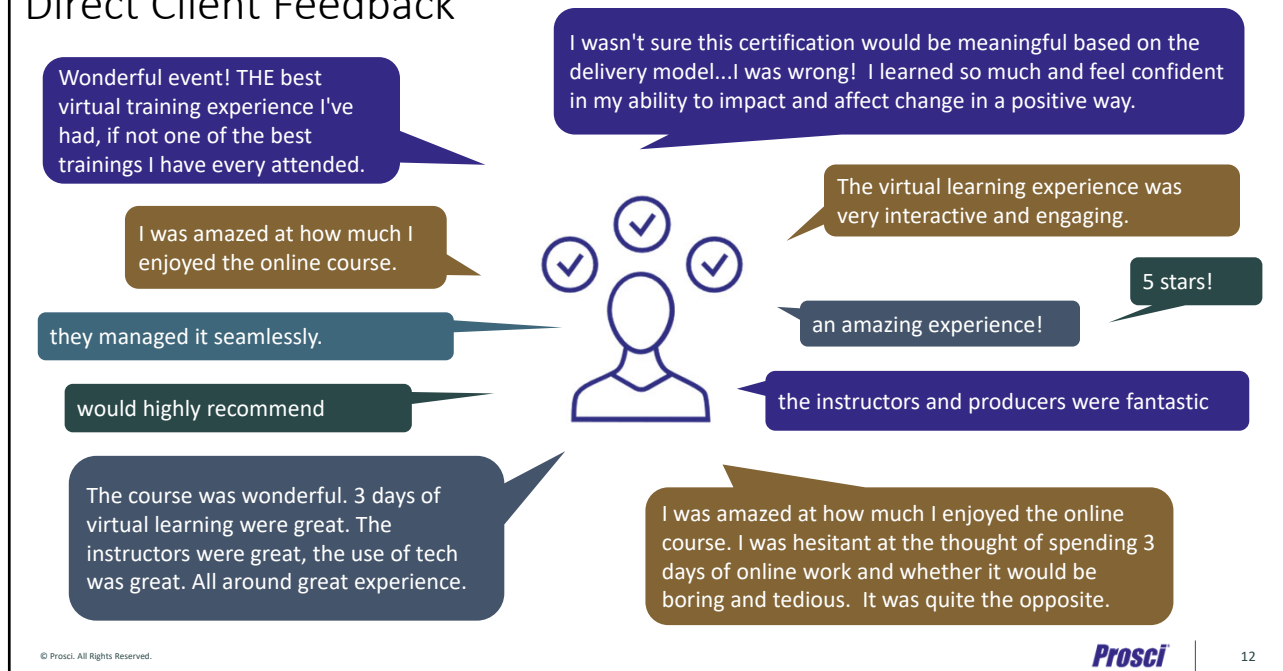 Direct Client Feedback
Wonderful event! THE best
virtual training experience I've
had, if not one of the best
trainings I have every attended.
I wasn't sure this certification would be meaningful based on the
delivery model...I was wrong!  I learned so much and feel confident
in my ability to impact and affect change in a positive way.
I was amazed at how much I
enjoyed the online course.
The virtual learning experience was
very interactive and engaging.
5 stars!
they managed it seamlessly.
an amazing experience!
would highly recommend
the instructors and producers were fantastic
The course was wonderful. 3 days of
virtual learning were great. The
instructors were great, the use of tech
was great. All around great experience.
I was amazed at how much I enjoyed the online
course. I was hesitant at the thought of spending 3
days of online work and whether it would be
boring and tedious.  It was quite the opposite.
© Prosci. All Rights Reserved.
Prosci
12